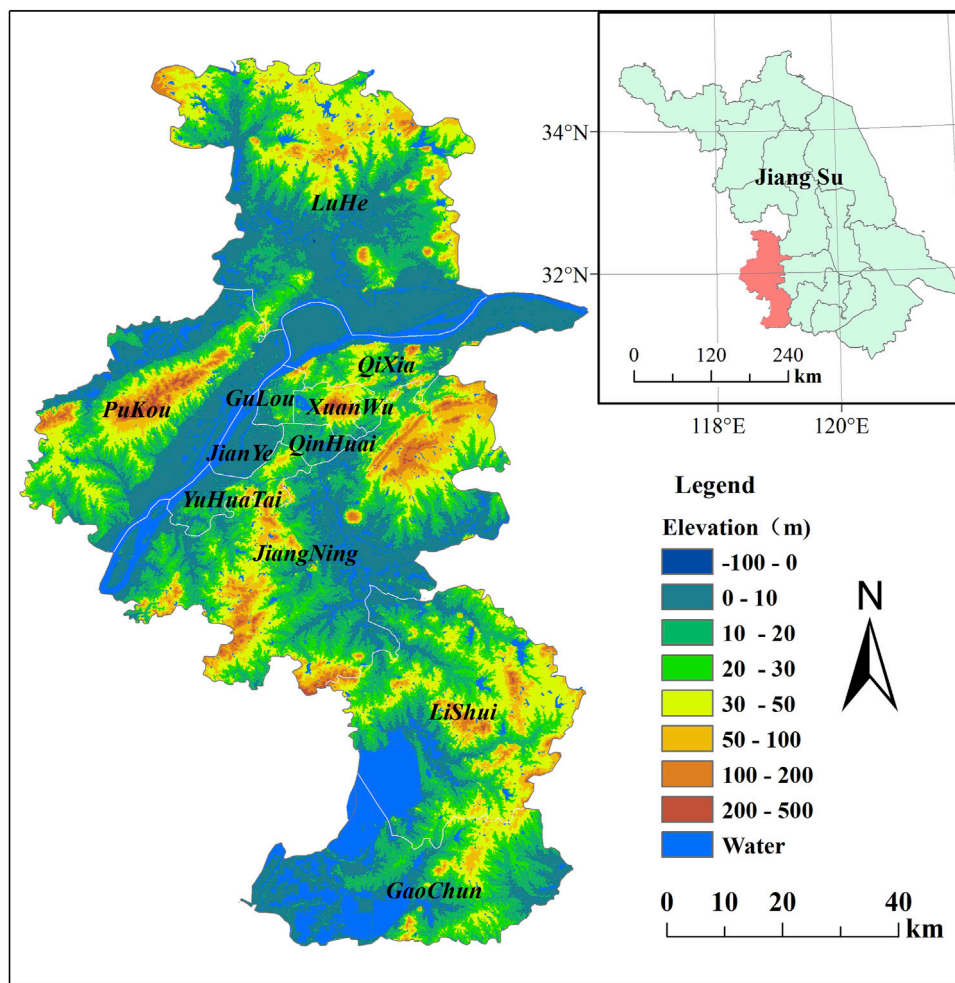 LuHe
QiXia
PuKou
GuLou
XuanWu
JianYe
QinHuai
YuHuaTai
JiangNing
LiShui
GaoChun
34°N
Jiang Su
32°N
0 120 240
km
118°E 120°E
Legend
Elevation（m）
-100 - 0
0 - 10
10 - 20
20 - 30
30 - 50
50 - 100
100 - 200
200 - 500
Water
N
0 10 20 40
km